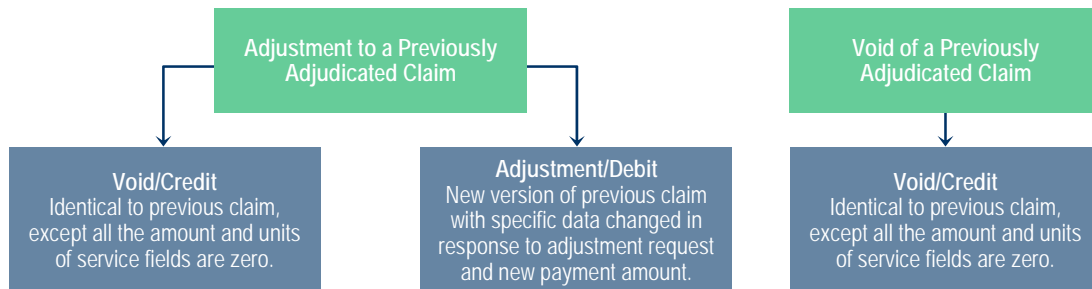 Adjustment to a Previously
Adjudicated Claim
Void of a Previously
Adjudicated Claim
Void/Credit
Identical to previous claim,
except all the amount and units
of service fields are zero.
Adjustment/Debit
New version of previous claim
with specific data changed in
response to adjustment request
and new payment amount.
Void/Credit
Identical to previous claim,
except all the amount and units
of service fields are zero.